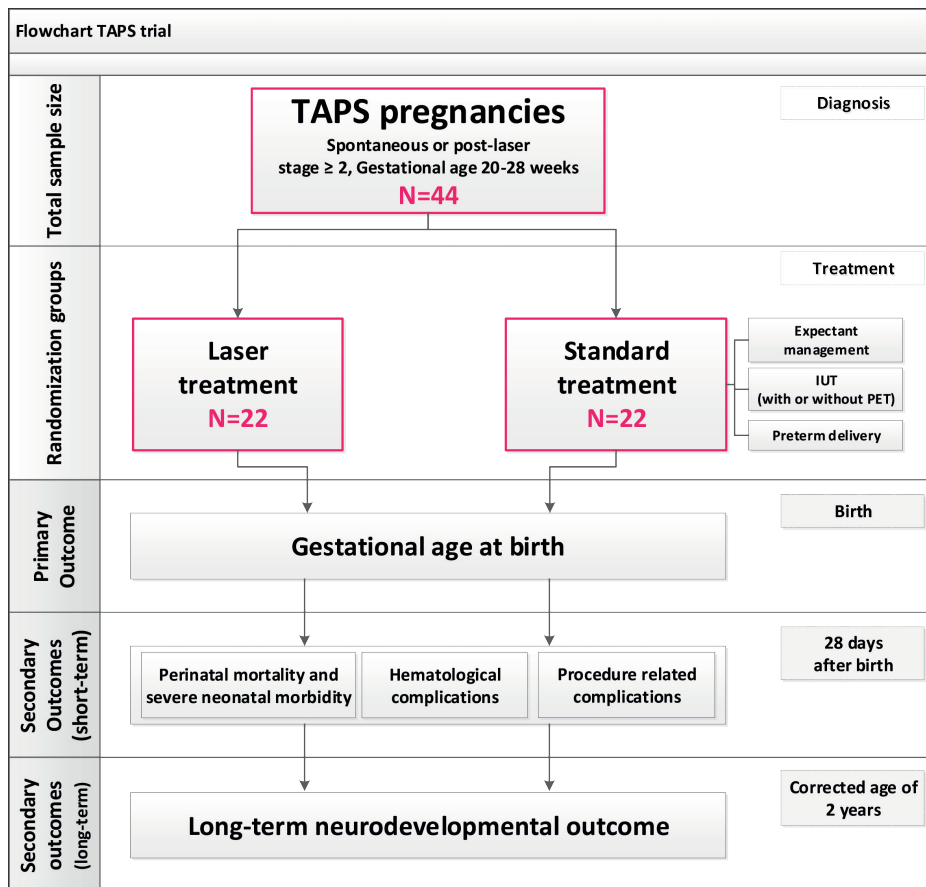 Flowchart TAPS trial
Total sample size
TAPS pregnancies
Spontaneous or post-laser
stage ≥ 2, Gestational age 20-28 weeks
N=44
Diagnosis
Randomization groups
Treatment
Laser
treatment
N=22
Standard
treatment
N=22
Expectant
management
IUT
(with or without PET)
Preterm delivery
Primary
Outcome
Gestational age at birth
Birth
Secondary
Outcomes
(short-term)
Perinatal mortality and
severe neonatal morbidity
Hematological
complications
Procedure related
complications
28 days
after birth
Secondary
outcomes
(long-term)
Long-term neurodevelopmental outcome
Corrected age of
2 years